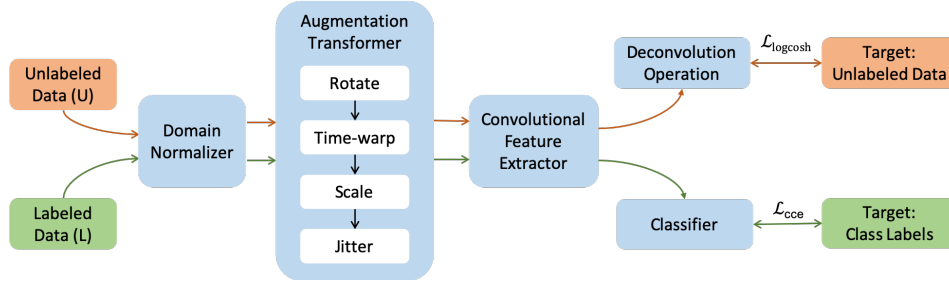 Unlabeled
Data (U)
Labeled
Data (L)
Domain
Normalizer
Augmentation
Transformer
Rotate
Time-warp
Scale
Jitter
Convolutional
Feature
Extractor
Deconvolution
Operation
ℒlogcosh
Target:
Unlabeled Data
Classifier
ℒcce
Target:
Class Labels